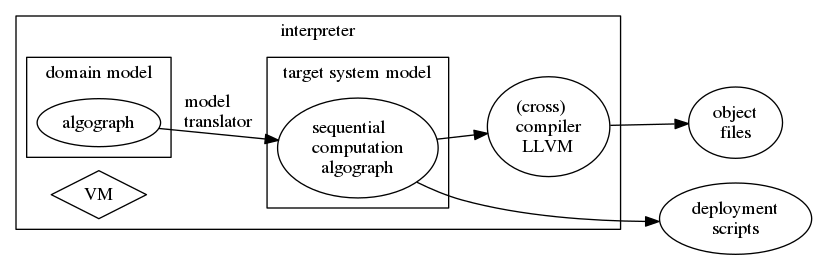 interpreter
domain model
algograph
model
translator
target system model
sequential
computation
algograph
(cross)
compiler
LLVM
object
files
VM
deployment
scripts